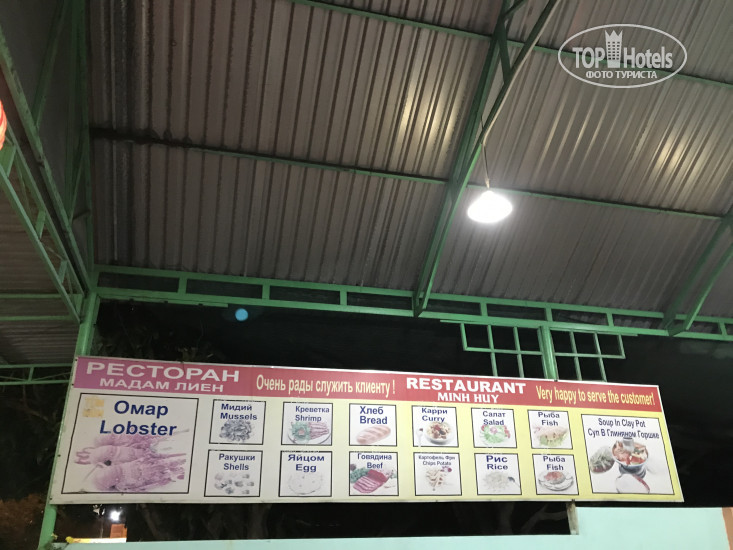 TOP Hotels
ФОТО ТУРИСТА
РЕСТОРАН
МАДАМ ЛИЕН
Очень рады служить клиенту !
RESTAURANT
MINH HUY
Very happy to serve the customer!
Омар
Lobster
Мидий
Mussels
Креветка
Shrimp
Хлеб
Bread
Карри
Curry
Салат
Salad
Рыба
Fish
Soup In Clay Pot
Суп В Глиняном Горшке
Ракушки
Shells
Яйцом
Egg
Говядина
Beef
Картофель Фри
Chips Potato
Рис
Rice
Рыба
Fish